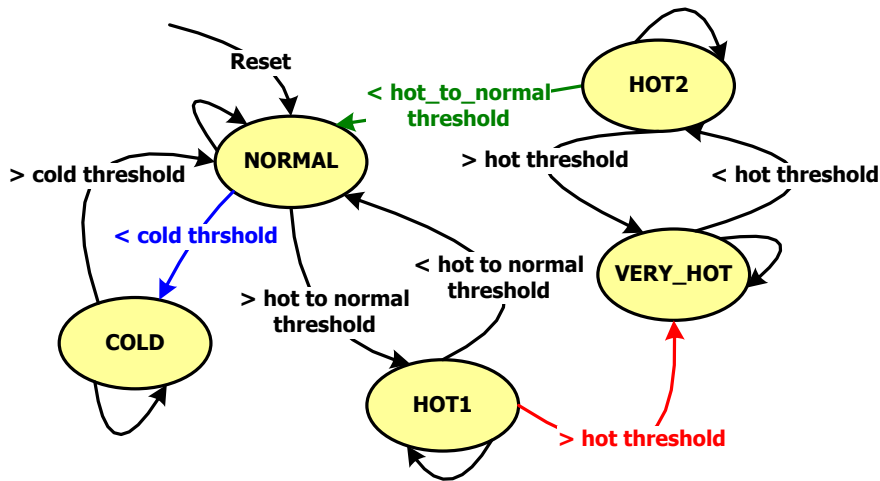 Reset
HOT2
< hot_to_normal
threshold
NORMAL
> hot threshold
> cold threshold
< hot threshold
< cold thrshold
< hot to normal
threshold
VERY_HOT
> hot to normal
threshold
COLD
HOT1
> hot threshold